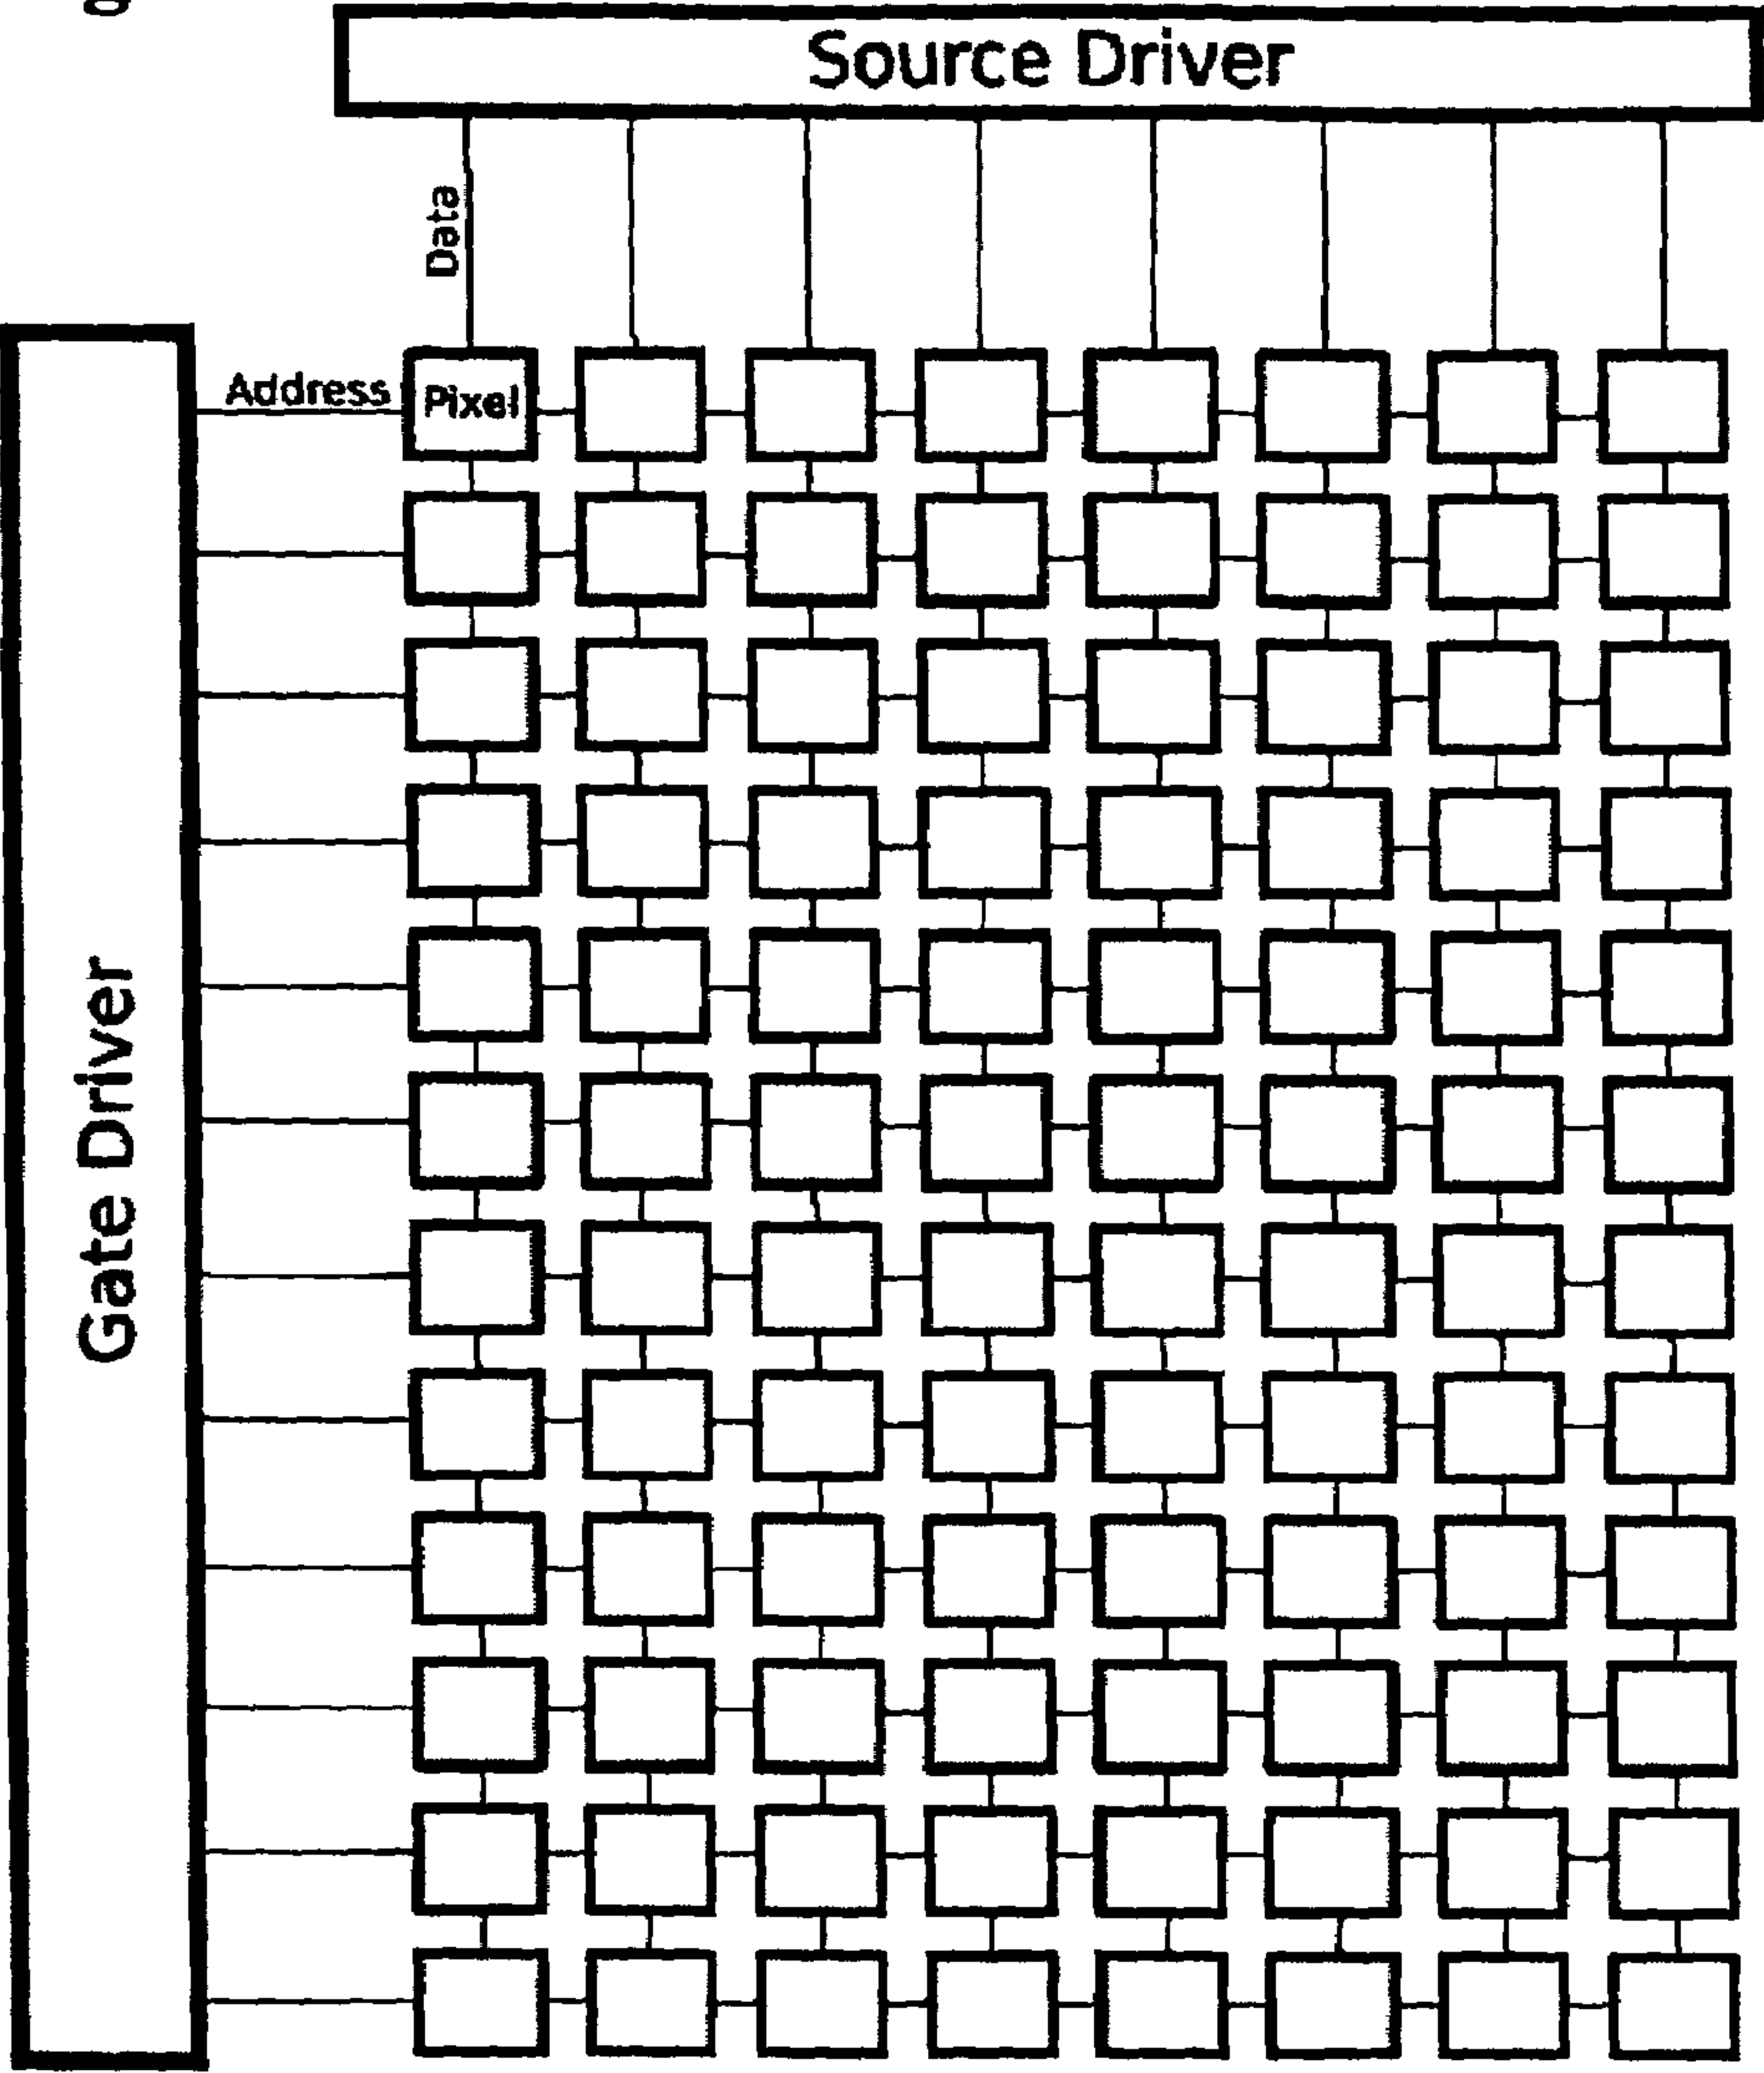 Source Driver
Data
Address
Pixel
Gate Driver